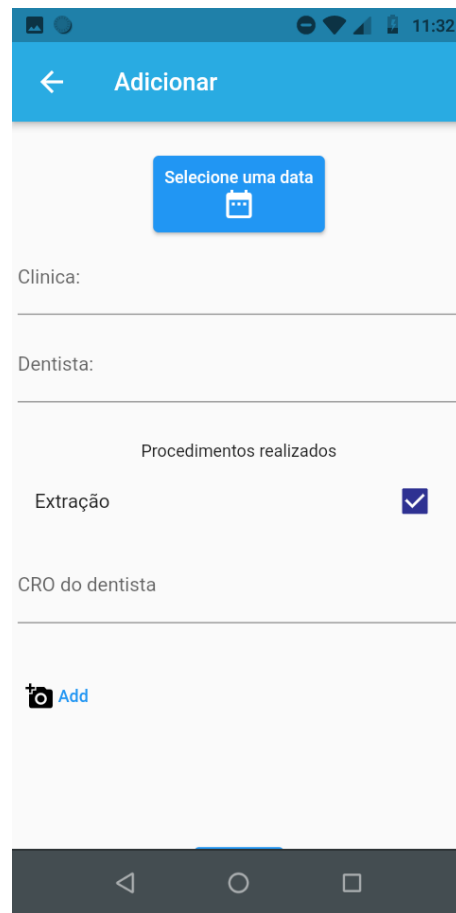 11:32
Adicionar
Selecione uma data
Clinica:
Dentista:
Procedimentos realizados
Extração
CRO do dentista
Add